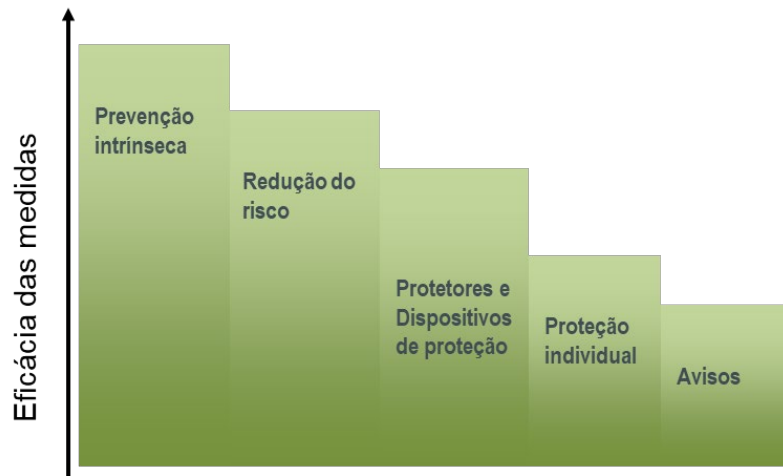 Eficácia das medidas
Prevenção
intrínseca
Redução do
risco
Protetores e
Dispositivos
de proteção
Proteção
individual
Avisos